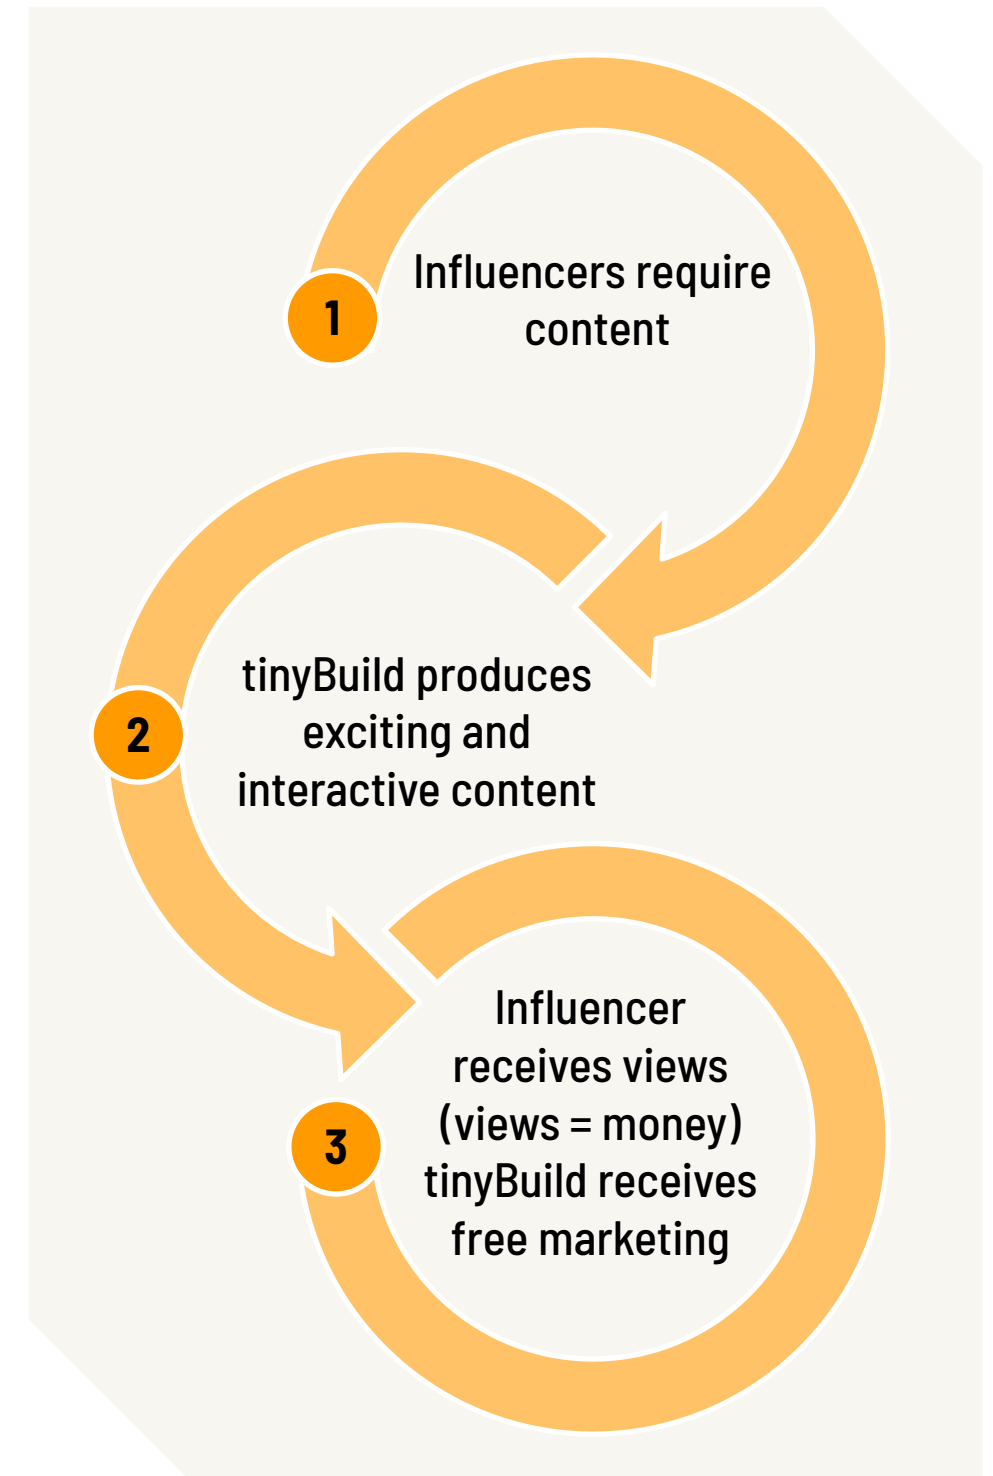 1
Influencers require
content
2
tinyBuild produces
exciting and
interactive content
3
Influencer
receives views
(views = money)
tinyBuild receives
free marketing